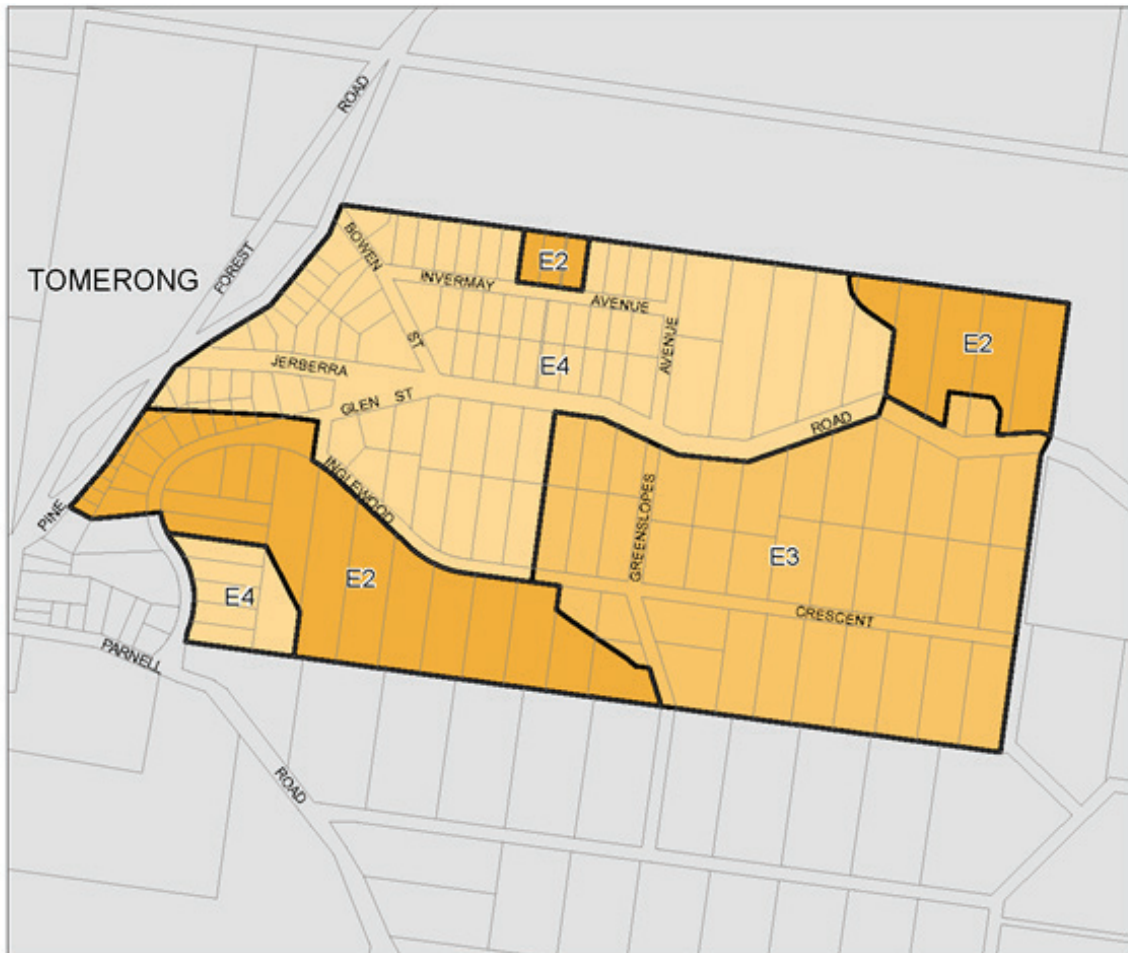 ROAD
FOREST
PINE
TOMERONG
BOWEN
ST
INVERMAY
AVENUE
AVENUE
E2
E2
E4
JERBERRA
ROAD
GLEN ST
INGLEWOOD
GREENSLOPES
E3
CRESCENT
E2
E4
PARNELL
ROAD